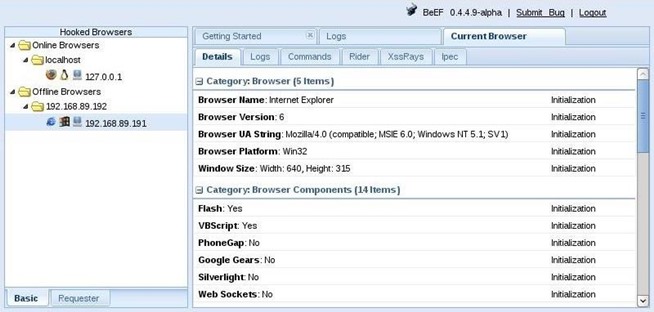 BeEF 0.4.4.9-alpha | Submit Bug | Logout
Hooked Browsers
Online Browsers
localhost
127.0.0.1
Offline Browsers
192.168.89.192
192.168.89.191
Basic
Requester
Getting Started
Logs
Current Browser
Details
Logs
Commands
Rider
XssRays
Ipec
Category: Browser (5 Items)
Browser Name: Internet Explorer Initialization
Browser Version: 6 Initialization
Browser UA String: Mozilla/4.0 (compatible; MSIE 6.0; Windows NT 5.1; SV1) Initialization
Browser Platform: Win32 Initialization
Window Size: Width: 640, Height: 315 Initialization
Category: Browser Components (14 Items)
Flash: Yes Initialization
VBScript: Yes Initialization
PhoneGap: No Initialization
Google Gears: No Initialization
Silverlight: No Initialization
Web Sockets: No Initialization